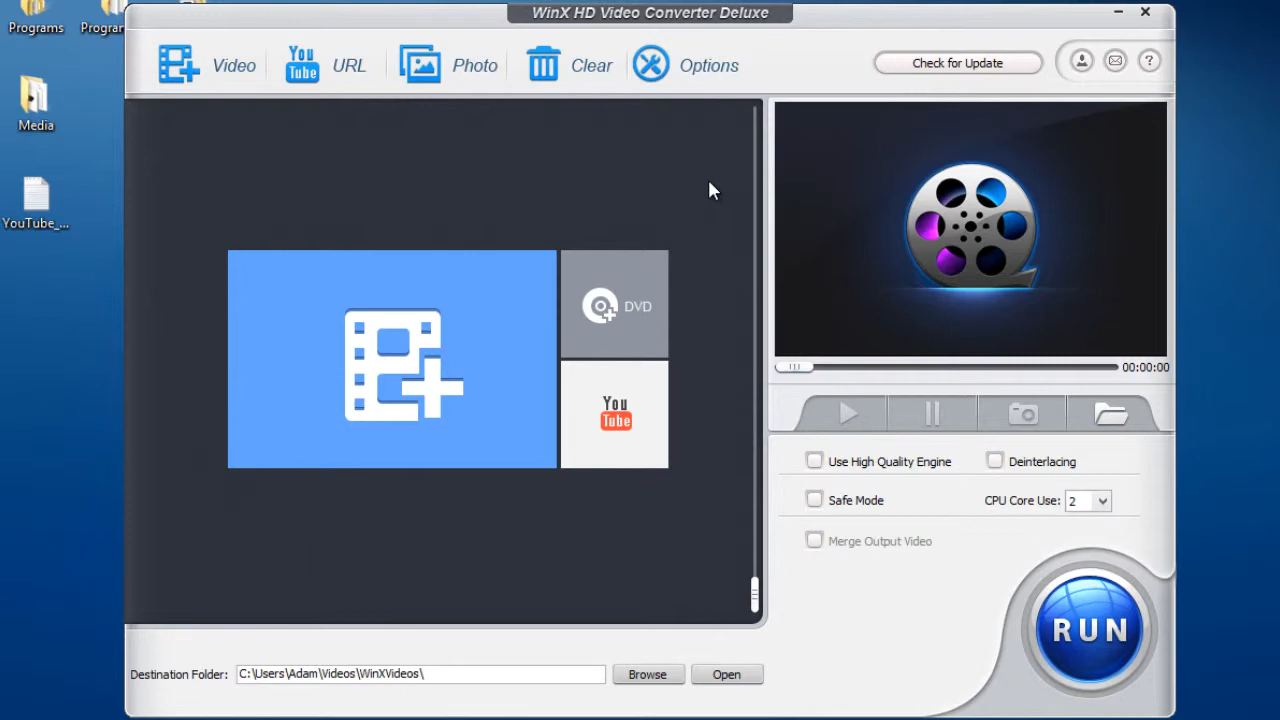 WinX HD Video Converter Deluxe
Programs
Video
You Tube URL
Photo
Clear
Options
Check for Update
?
Media
YouTube_...
DVD
You
Tube
00:00:00
Use High Quality Engine
Deinterlacing
Safe Mode
CPU Core Use: 2
Merge Output Video
RUN
Destination Folder: C:\Users\Adam\Videos\WinXVideos\
Browse
Open